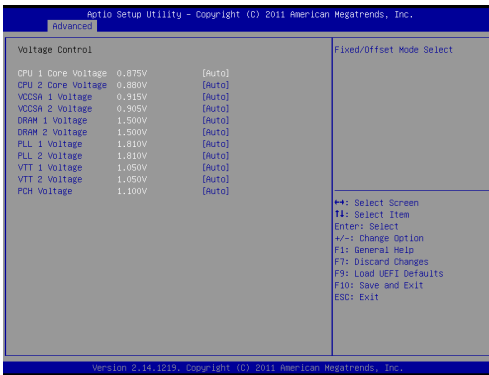 Aptio Setup Utility – Copyright (C) 2011 American Megatrends, Inc.
Advanced
Voltage Control
Fixed/Offset Mode Select
CPU 1 Core Voltage 0.875V [Auto]
CPU 2 Core Voltage 0.880V [Auto]
VCCSA 1 Voltage 0.915V [Auto]
VCCSA 2 Voltage 0.905V [Auto]
DRAM 1 Voltage 1.500V [Auto]
DRAM 2 Voltage 1.500V [Auto]
PLL 1 Voltage 1.810V [Auto]
PLL 2 Voltage 1.810V [Auto]
VTT 1 Voltage 1.050V [Auto]
VTT 2 Voltage 1.050V [Auto]
PCH Voltage 1.100V [Auto]
↔: Select Screen
↑↓: Select Item
Enter: Select
+/-: Change Option
F1: General Help
F7: Discard Changes
F9: Load UEFI Defaults
F10: Save and Exit
ESC: Exit
Version 2.14.1219. Copyright (C) 2011 American Megatrends, Inc.